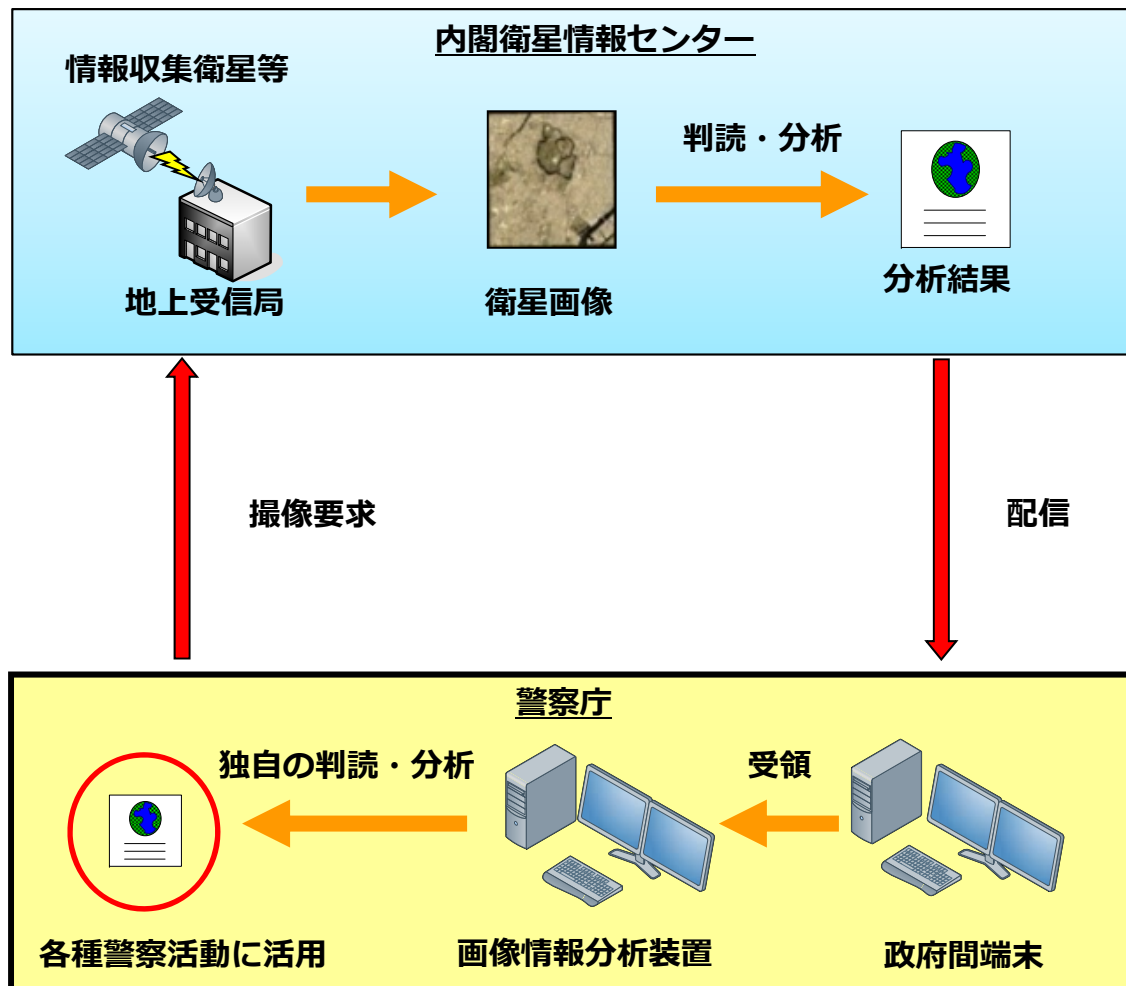 内閣衛星情報センター
情報収集衛星等
判読・分析
地上受信局
衛星画像
分析結果
撮像要求
配信
警察庁
独自の判読・分析
受領
各種警察活動に活用
画像情報分析装置
政府間端末